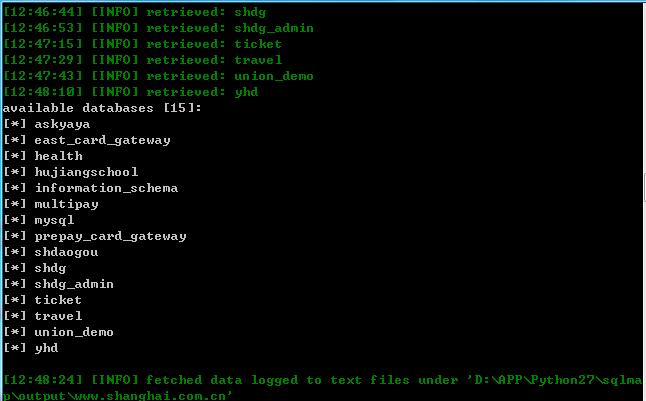 [12:46:44] [INFO] retrieved: shdg
[12:46:53] [INFO] retrieved: shdg_admin
[12:47:15] [INFO] retrieved: ticket
[12:47:29] [INFO] retrieved: travel
[12:47:43] [INFO] retrieved: union_demo
[12:48:10] [INFO] retrieved: yhd
available databases [15]:
[*] askyaya
[*] east_card_gateway
[*] health
[*] hujiangschool
[*] information_schema
[*] multipay
[*] mysql
[*] prepay_card_gateway
[*] shdaogou
[*] shdg
[*] shdg_admin
[*] ticket
[*] travel
[*] union_demo
[*] yhd
[12:48:24] [INFO] fetched data logged to text files under 'D:\APP\Python27\sqlma
p\output\www.shanghai.com.cn'